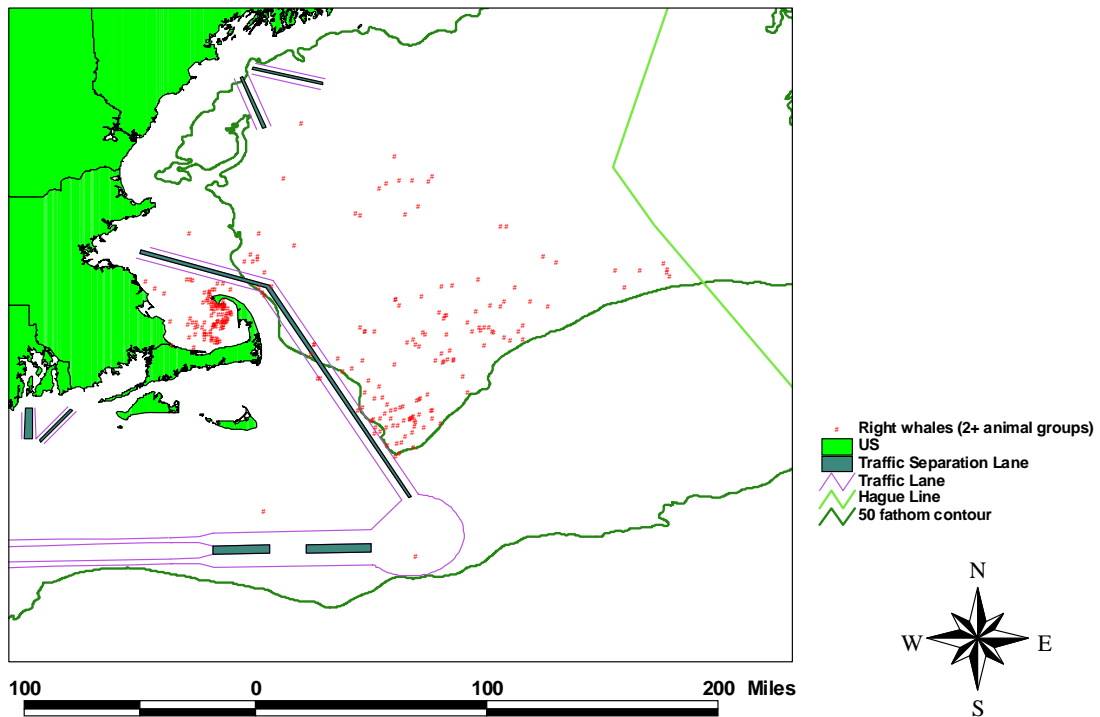 Right whales (2+ animal groups)
US
Traffic Separation Lane
Traffic Lane
Hague Line
50 fathom contour
N
W E
S
100 0 100 200 Miles